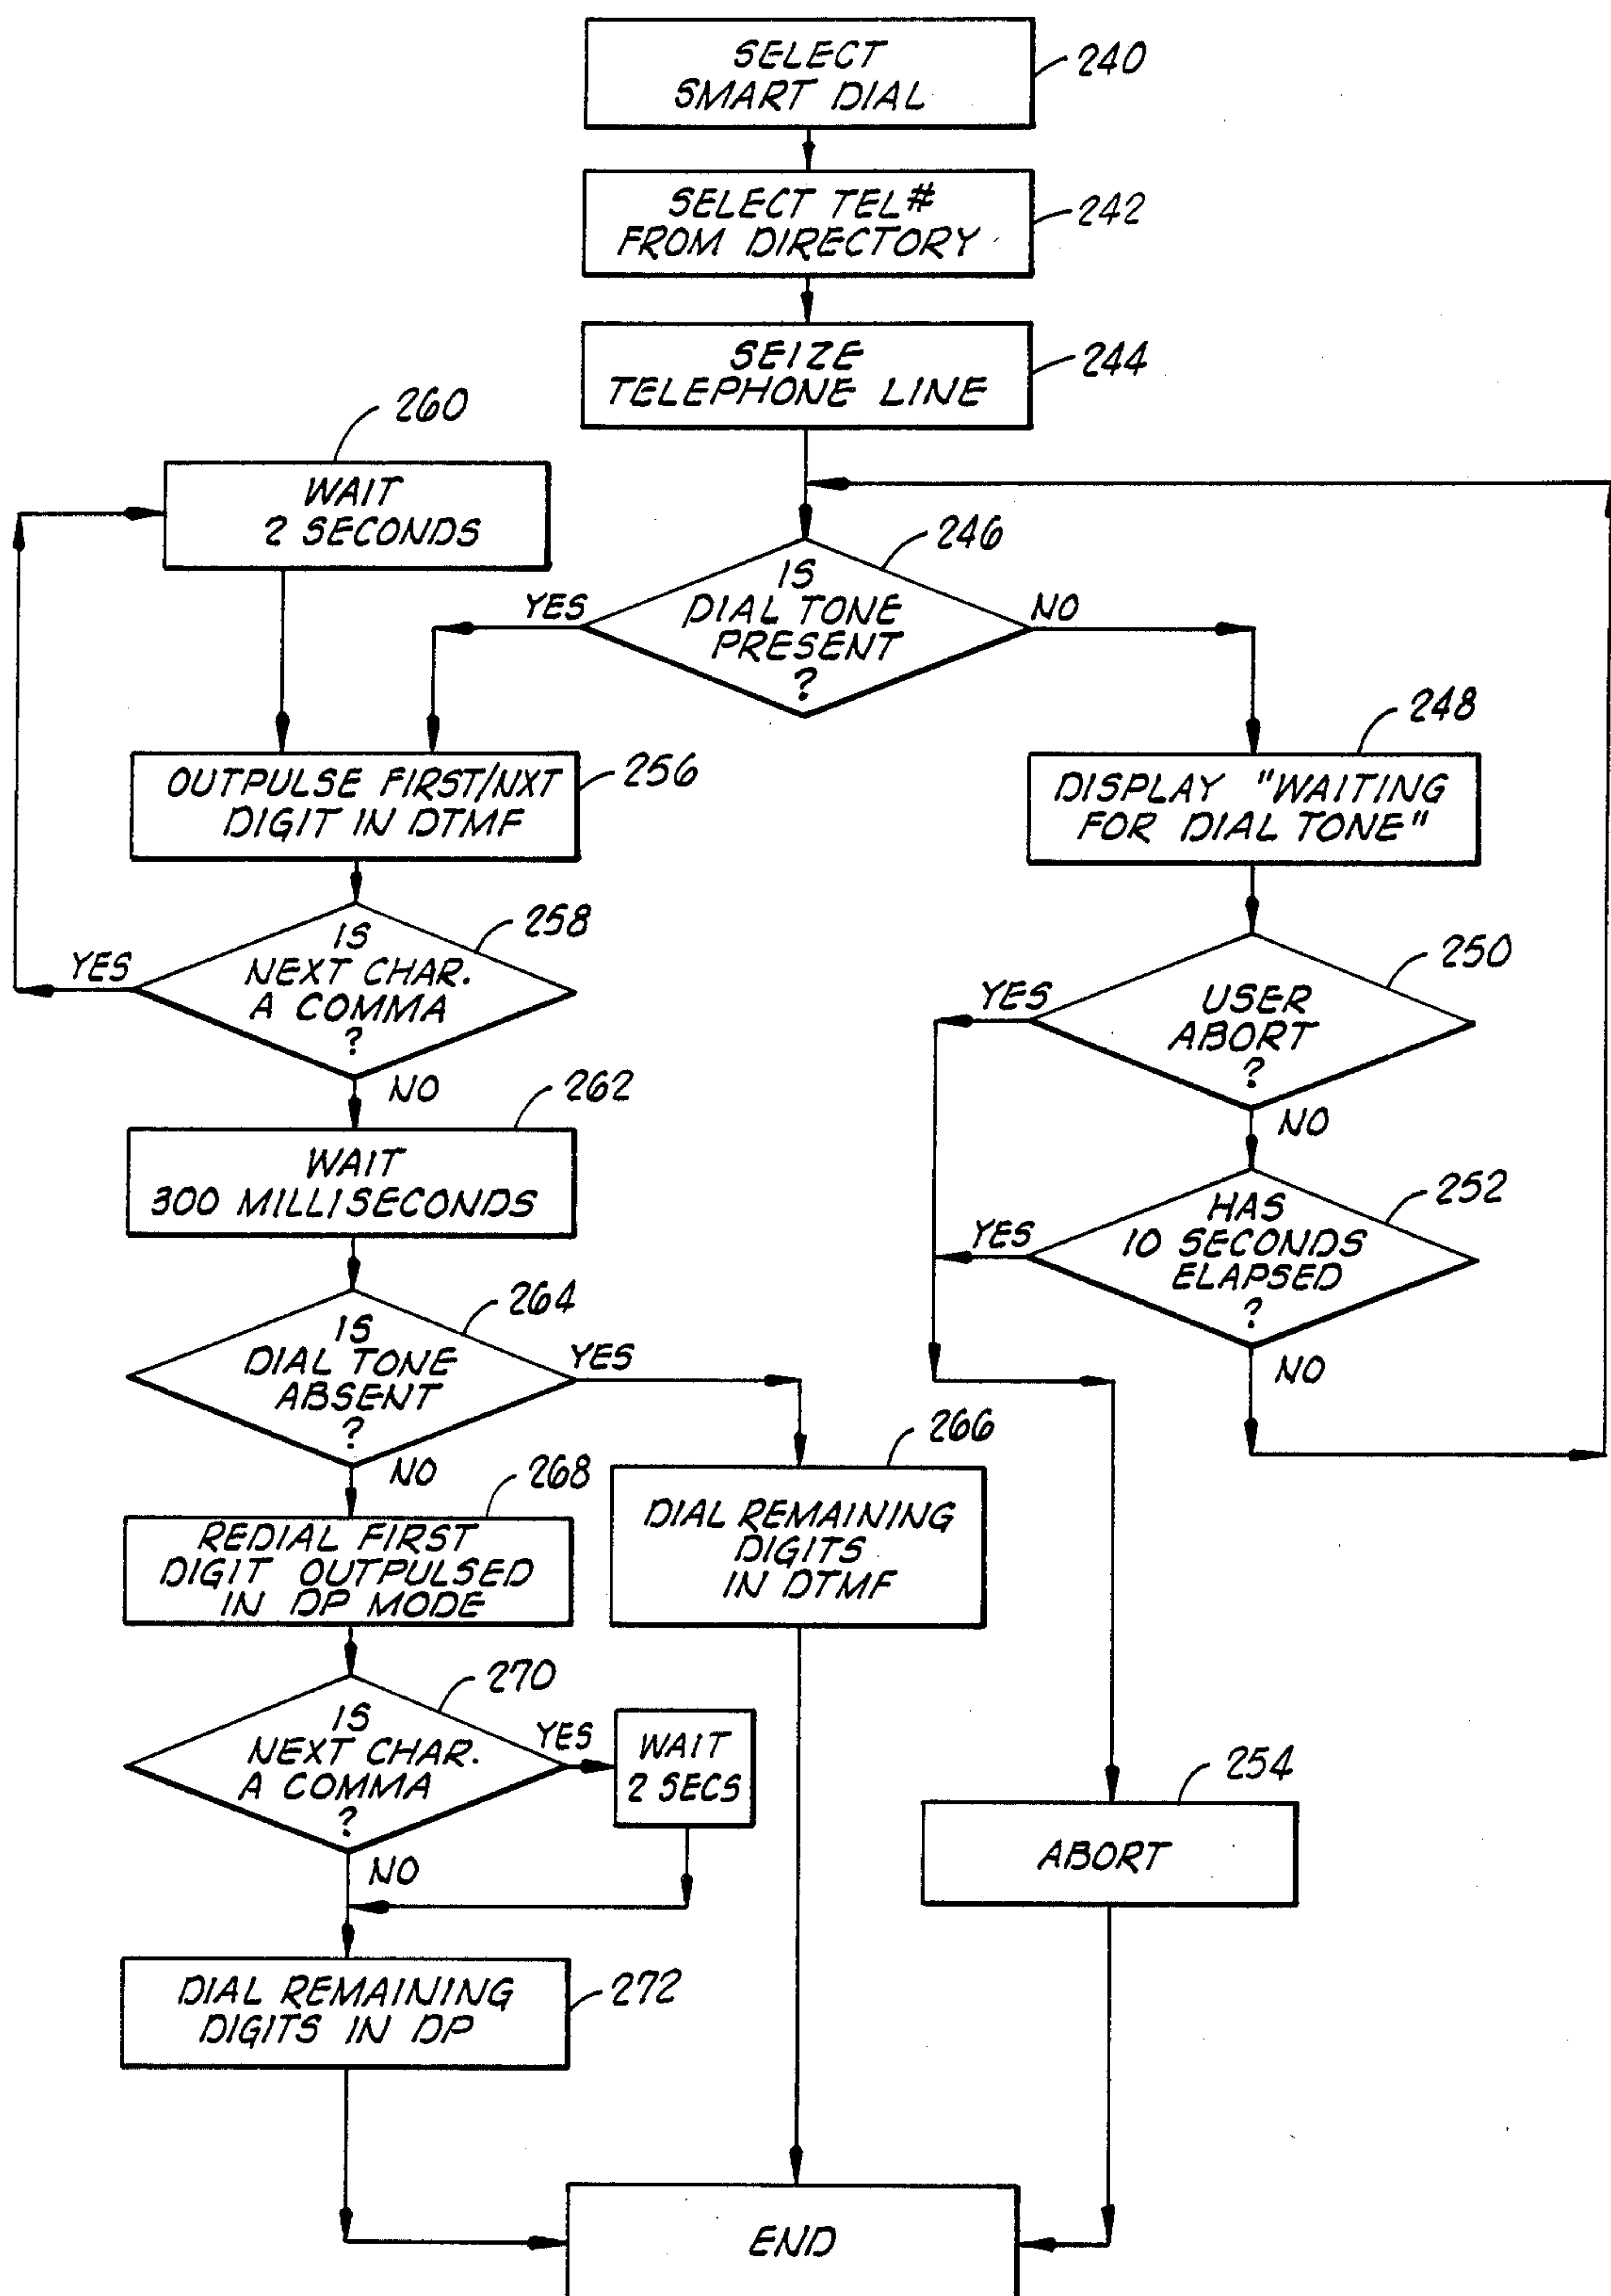 SELECT
SMART DIAL
240
SELECT TEL#
FROM DIRECTORY
242
SEIZE
TELEPHONE LINE
244
260
WAIT
2 SECONDS
246
IS
DIAL TONE
PRESENT
?
YES
NO
248
OUTPULSE FIRST/NXT
DIGIT IN DTMF
256
DISPLAY "WAITING
FOR DIAL TONE"
258
IS
NEXT CHAR.
A COMMA
?
YES
NO
250
USER
ABORT
?
YES
NO
262
WAIT
300 MILLISECONDS
252
HAS
10 SECONDS
ELAPSED
?
YES
NO
264
IS
DIAL TONE
ABSENT
?
YES
NO
266
DIAL REMAINING
DIGITS
IN DTMF
268
REDIAL FIRST
DIGIT OUTPULSED
IN DP MODE
270
IS
NEXT CHAR.
A COMMA
?
YES
NO
WAIT
2 SECS
254
ABORT
DIAL REMAINING
DIGITS IN DP
272
END